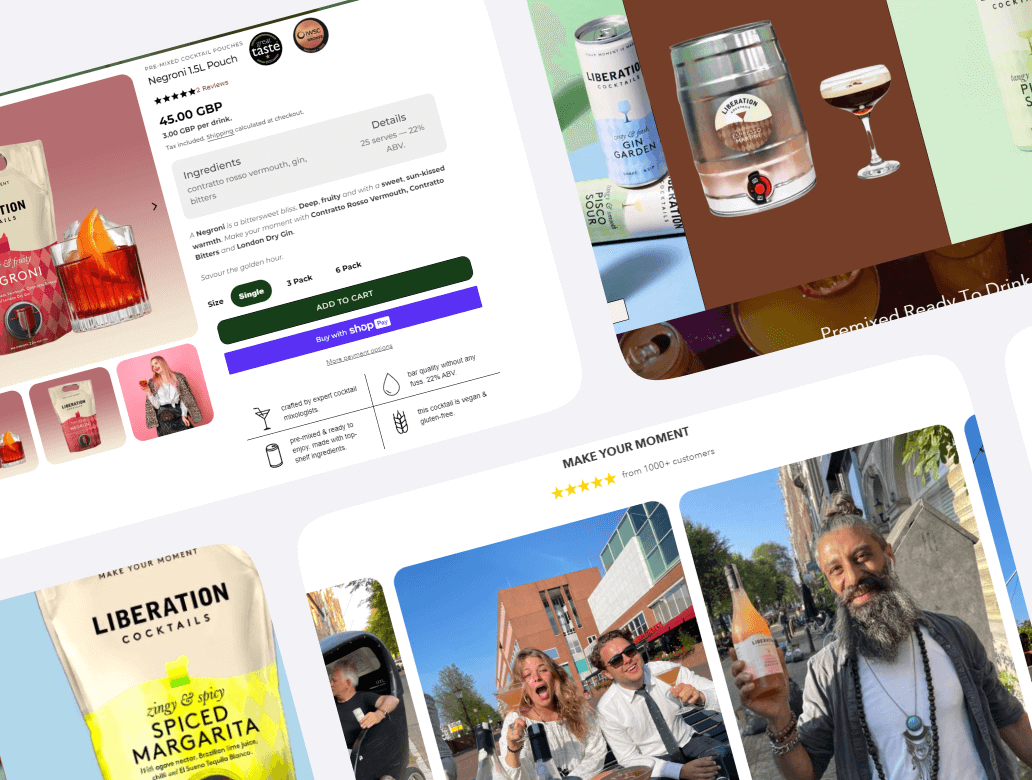 PRE-MIXED COCKTAIL POUCHES
Negroni 1.5L Pouch
great
taste
IWSC
2 Reviews
45.00 GBP
3.00 GBP per drink.
Tax included. Shipping calculated at checkout.
Ingredients
contratto rosso vermouth, gin,
bitters
Details
25 serves — 22%
ABV.
A Negroni is a bittersweet bliss. Deep, fruity and with a sweet, sun-kissed
warmth. Make your moment with Contratto Rosso Vermouth, Contratto
Bitters and London Dry Gin.
Savour the golden hour.
Size
Single
3 Pack
6 Pack
ADD TO CART
Buy with shop Pay
More payment options
crafted by expert cocktail
mixologists.
bar quality without any
fuss. 22% ABV.
pre-mixed & ready to
enjoy. made with top-
shelf ingredients.
this cocktail is vegan &
gluten-free.
LIBERATION
COCKTAILS
zesty & fresh
GIN
GARDEN
PISCO
SOUR
LIBERATION
LIBERATION
Premixed Ready To Drink
MAKE YOUR MOMENT
from 1000+ customers
MAKE YOUR MOMENT
LIBERATION
COCKTAILS
zingy & spicy
SPICED
MARGARITA
With agave nectar, Brazilian lime juice,
chilli and El Sueno Tequila Blanco.
LIBERATION